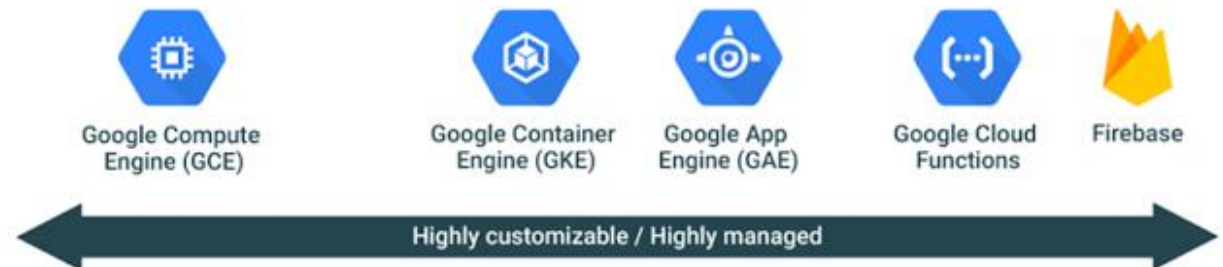 Google Compute
Engine (GCE)
Google Container
Engine (GKE)
Google App
Engine (GAE)
Google Cloud
Functions
Firebase
Highly customizable / Highly managed